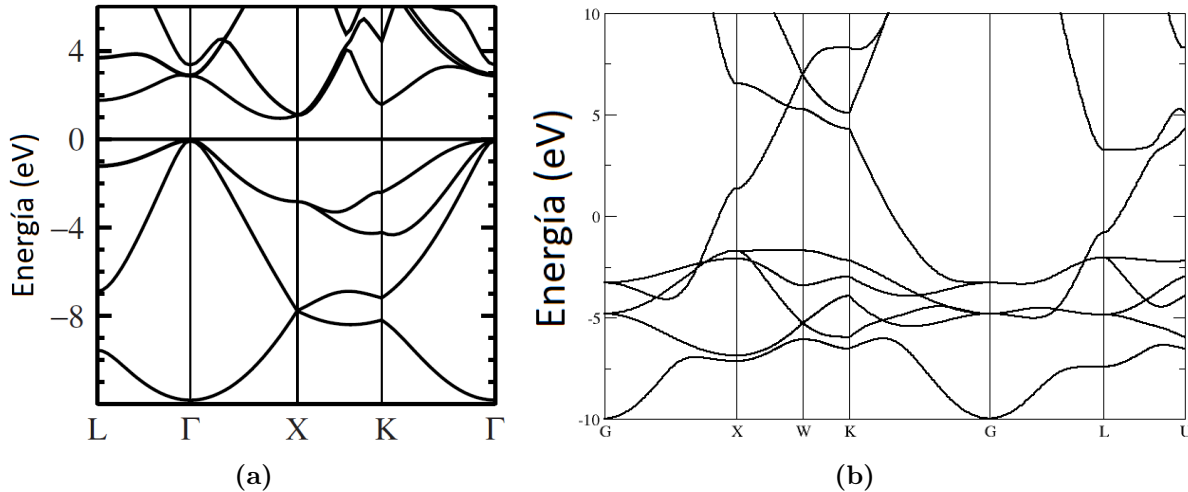 Energía (eV)
4
0
−4
−8
L Γ X K Γ
(a)
Energía (eV)
10
5
0
-5
-10
G X W K G L U
(b)